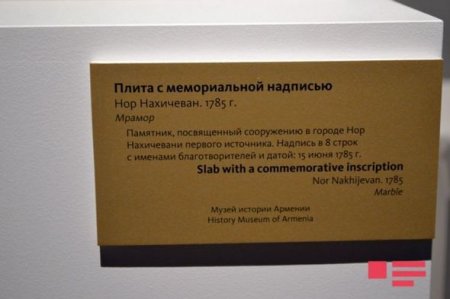 Плита с мемориальной надписью
Нор Нахичеван. 1785 г.
Мрамор
Памятник, посвященный сооружению в городе Нор
Нахичевани первого источника. Надпись в 8 строк
с именами благотворителей и датой: 15 июня 1785 г.
Slab with a commemorative inscription
Nor Nakhijevan. 1785
Marble
Музей истории Армении
History Museum of Armenia